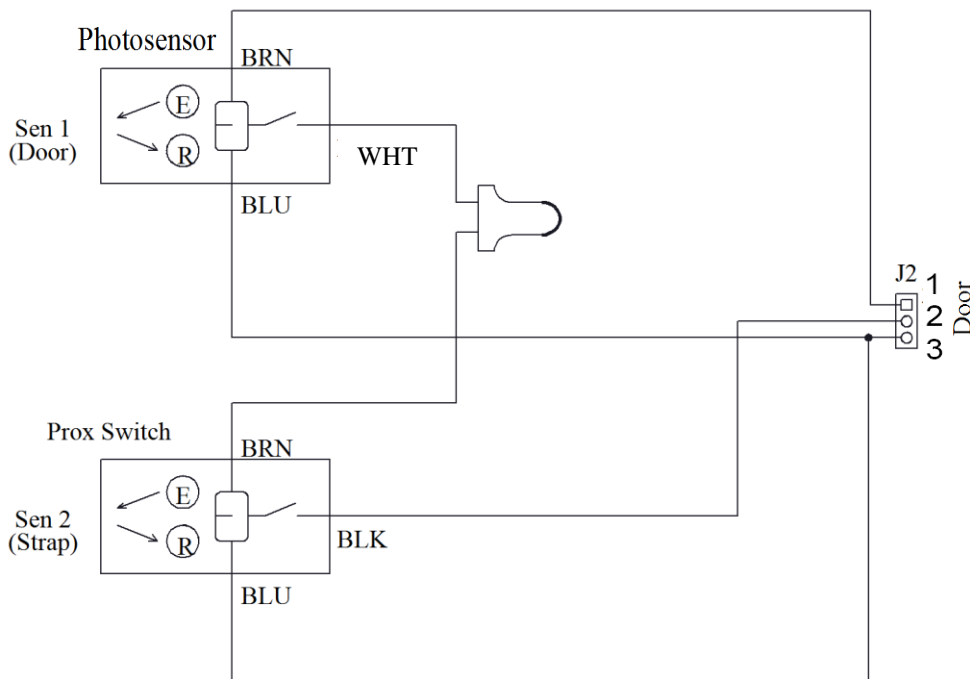 Photosensor
BRN
E
Sen 1
(Door)
R
WHT
BLU
J2
1
2
3
Door
Prox Switch
BRN
E
Sen 2
(Strap)
R
BLK
BLU